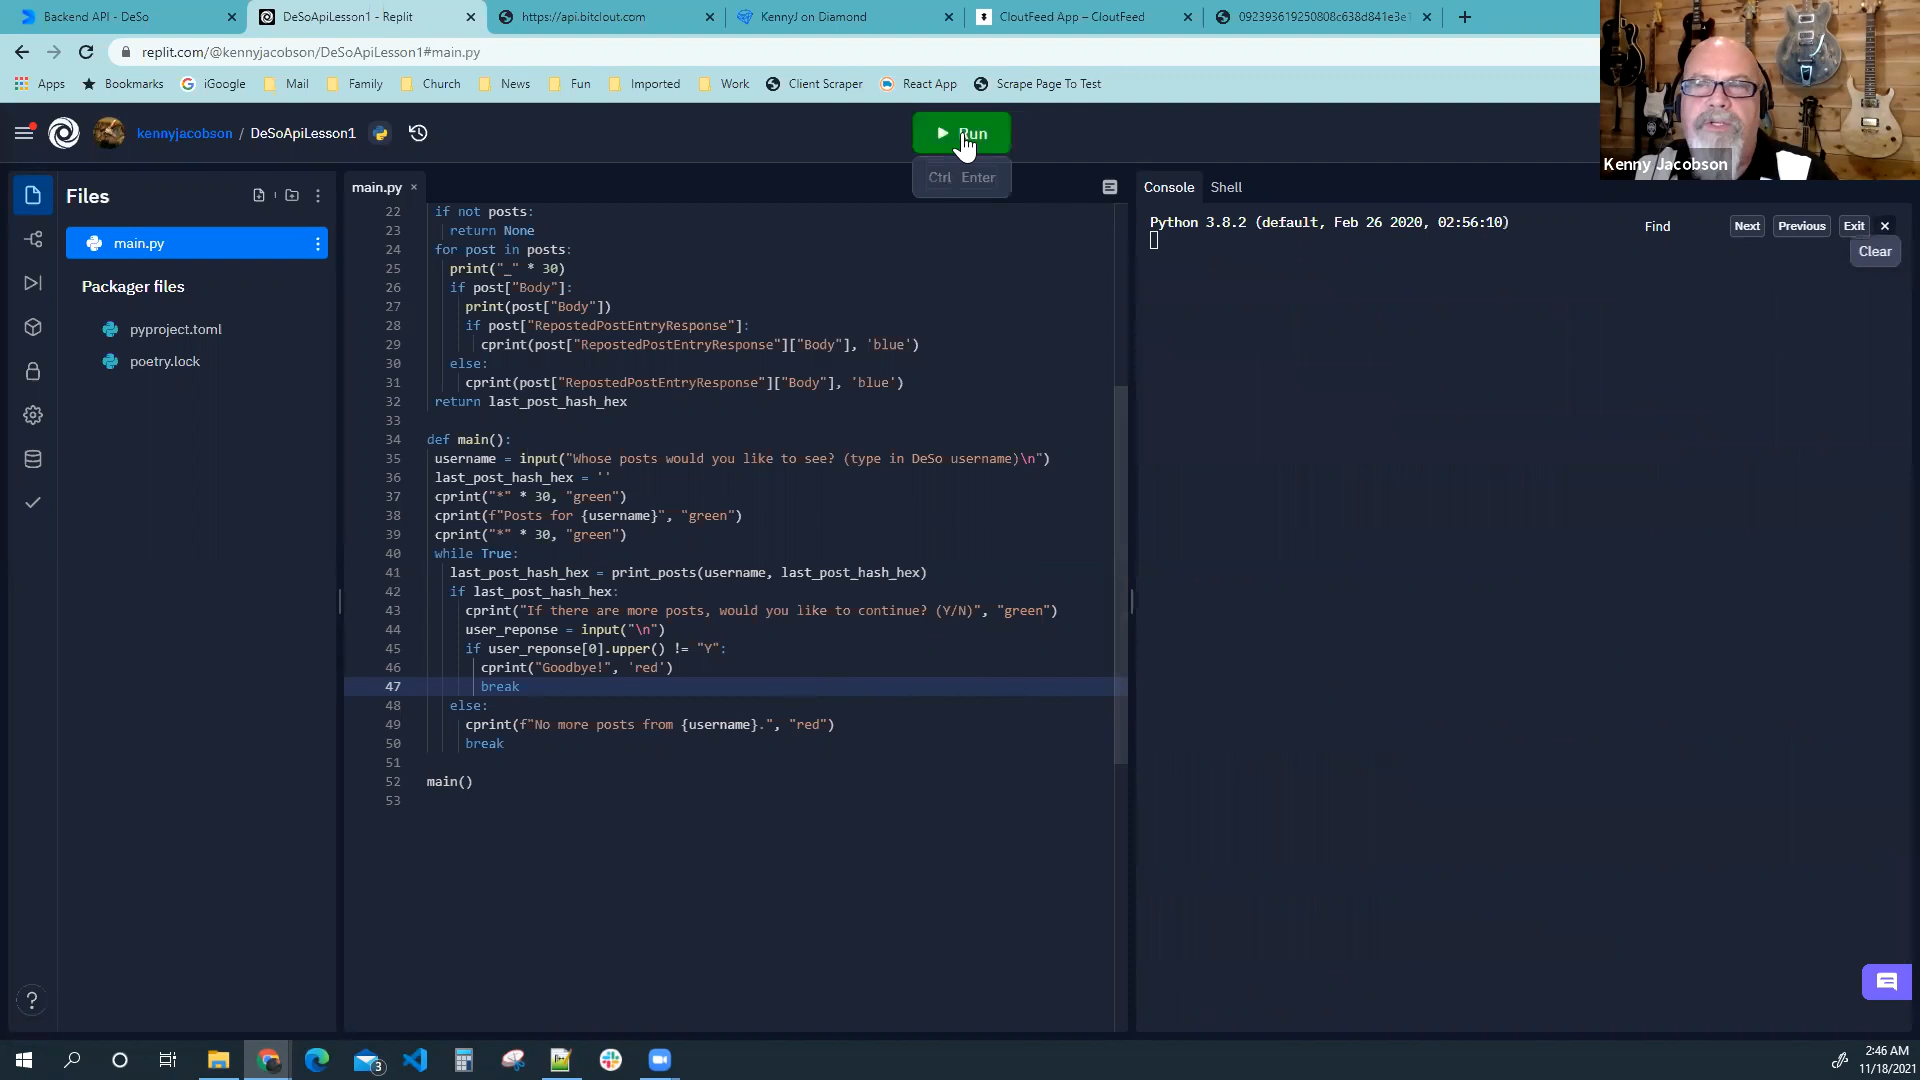 Backend API - DeSo
DeSoApiLesson1 - Replit
https://api.bitclout.com
KennyJ on Diamond
CloutFeed App – CloutFeed
092393619250808c638d841e3e1
replit.com/@kennyjacobson/DeSoApiLesson1#main.py
Apps
Bookmarks
iGoogle
Mail
Family
Church
News
Fun
Imported
Work
Client Scraper
React App
Scrape Page To Test
kennyjacobson / DeSoApiLesson1
Run
Ctrl Enter
Kenny Jacobson
Files
main.py
Packager files
pyproject.toml
poetry.lock
main.py
22 if not posts:
23 return None
24 for post in posts:
25 print("_" * 30)
26 if post["Body"]:
27 print(post["Body"])
28 if post["RepostedPostEntryResponse"]:
29 cprint(post["RepostedPostEntryResponse"]["Body"], 'blue')
30 else:
31 cprint(post["RepostedPostEntryResponse"]["Body"], 'blue')
32 return last_post_hash_hex
33
34 def main():
35 username = input("Whose posts would you like to see? (type in DeSo username)\n")
36 last_post_hash_hex = ''
37 cprint("*" * 30, "green")
38 cprint(f"Posts for {username}", "green")
39 cprint("*" * 30, "green")
40 while True:
41 last_post_hash_hex = print_posts(username, last_post_hash_hex)
42 if last_post_hash_hex:
43 cprint("If there are more posts, would you like to continue? (Y/N)", "green")
44 user_reponse = input("\n")
45 if user_reponse[0].upper() != "Y":
46 cprint("Goodbye!", 'red')
47 break
48 else:
49 cprint(f"No more posts from {username}.", "red")
50 break
51
52 main()
53
Console
Shell
Python 3.8.2 (default, Feb 26 2020, 02:56:10)
Find
Next
Previous
Exit
Clear
?
3
2:46 AM
11/18/2021